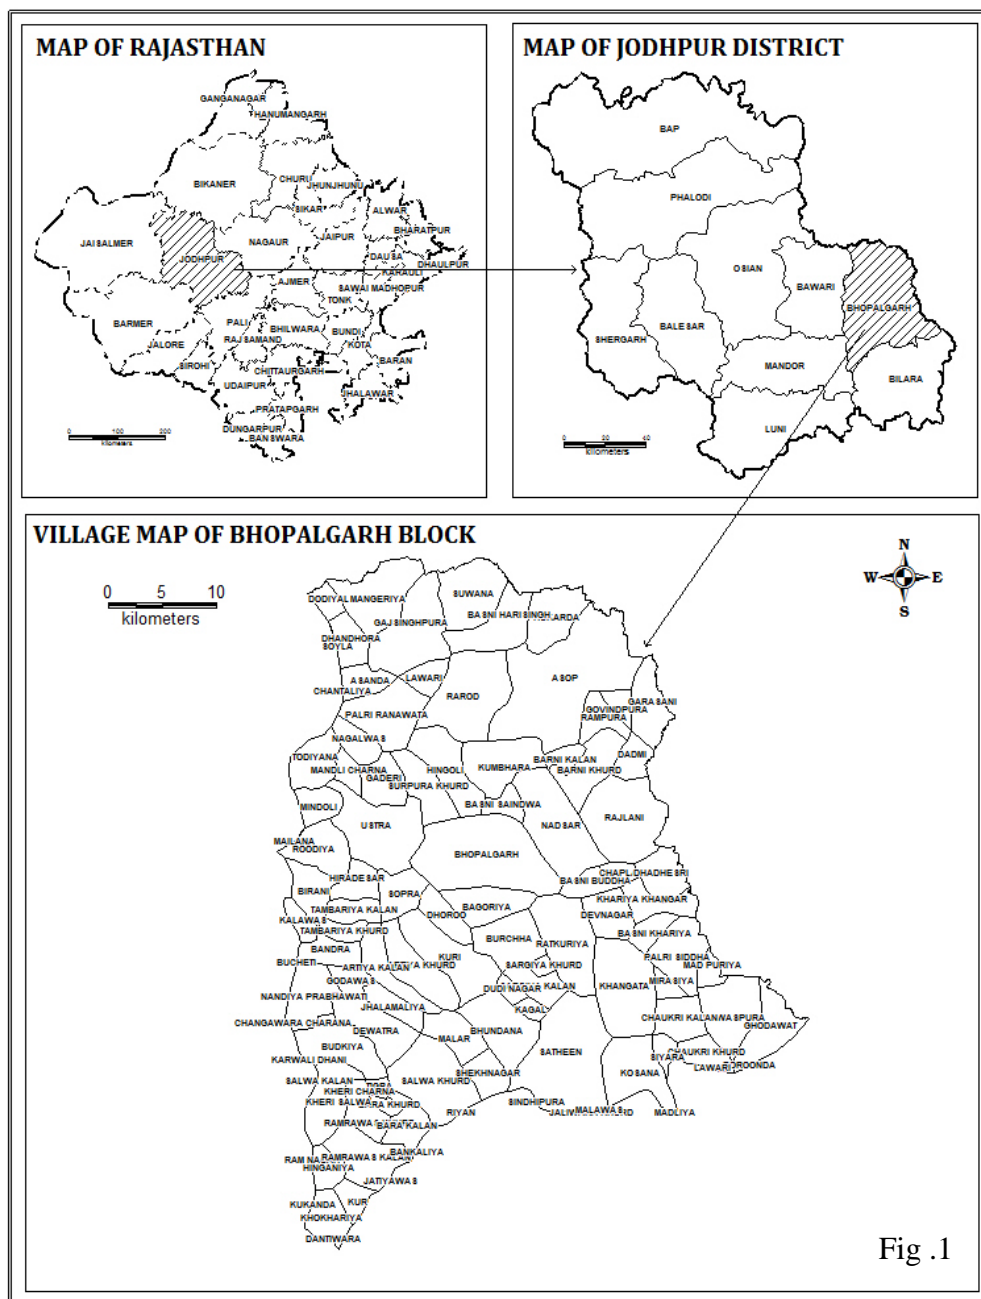 MAP OF RAJASTHAN
GANGANAGAR
HANUMANGARH
BIKANER
CHURU
JHUNJHUNU
SIKAR
ALWAR
BHARATPUR
JAISALMER
NAGAUR
JAIPUR
DAUSA
DHAULPUR
JODHPUR
KARAULI
AJMER
SAWAI MADHOPUR
TONK
BARMER
PALI
BHILWARA
BUNDI
JALORE
RAJSAMAND
KOTA
SIROHI
CHITTAURGARH
BARAN
UDAIPUR
JHALAWAR
PRATAPGARH
DUNGARPUR
BANSWARA
0 100 200
kilometers
MAP OF JODHPUR DISTRICT
BAP
PHALODI
OSIAN
BAWARI
BHOPALGARH
SHERGARH
BALESAR
MANDOR
BILARA
LUNI
0 20 40
kilometers
VILLAGE MAP OF BHOPALGARH BLOCK
0 5 10
kilometers
N
W E
S
DODIYAL MANGERIYA
SUWANA
GAJ SINGHPURA
BASNI HARI SINGH
DHANDHORA
SOYLA
ASANDA
LAWARI
CHANTALIYA
RAROD
ASOP
GARASANI
GOVINDPURA
RAMPURA
PALRI RANAWATA
NAGALWAS
TODIYANA
MANDLI CHARNA
GADERI
HINGOLI
SURPURA KHURD
KUMBHARA
BARNI KALAN
BARNI KHURD
DADMI
MINDOLI
BASNI SAINDWA
USTRA
NADSAR
RAJLANI
MAILANA
ROODIYA
BHOPALGARH
HIRADESAR
BIRANI
SOPRA
BASNI BUDDHA
KHARIYA KHANGAR
TAMBARIYA KALAN
KALAWAS
TAMBARIYA KHURD
DHOROO
BAGORIYA
DEVNAGAR
BASNI KHARIYA
BANDRA
BUCHETI
ARTIYA KALAN
KURI
BURCHHA
RATKURIYA
SARGIYA KHURD
PALRI SIDDHA
MADPURIYA
GODAWAS
DUDI NAGAR
KHANGATA
MIRASIYA
NANDIYA PRABHAWATI
JHALAMALIYA
KAGAL
CHANGAWARA CHARANA
DEWATRA
BHUNDANA
CHAUKRI KALAN
GHODAWAT
BUDKIYA
MALAR
SATHEEN
CHAUKRI KHURD
KARWALI DHANI
SHEKHNAGAR
KOSANA
SIYARA
LAWARI
SALWA KALAN
SALWA KHURD
KHERI CHARNA
KHERI SALWA
SINDHIPURA
RIYAN
MALAWAS
MADLIYA
BARA KALAN
BANKALIYA
RAMRAWAS KALAN
HINGANIYA
JATIYAWAS
KUKANDA
KUR
KHOKHARIYA
DANTIWARA
Fig .1